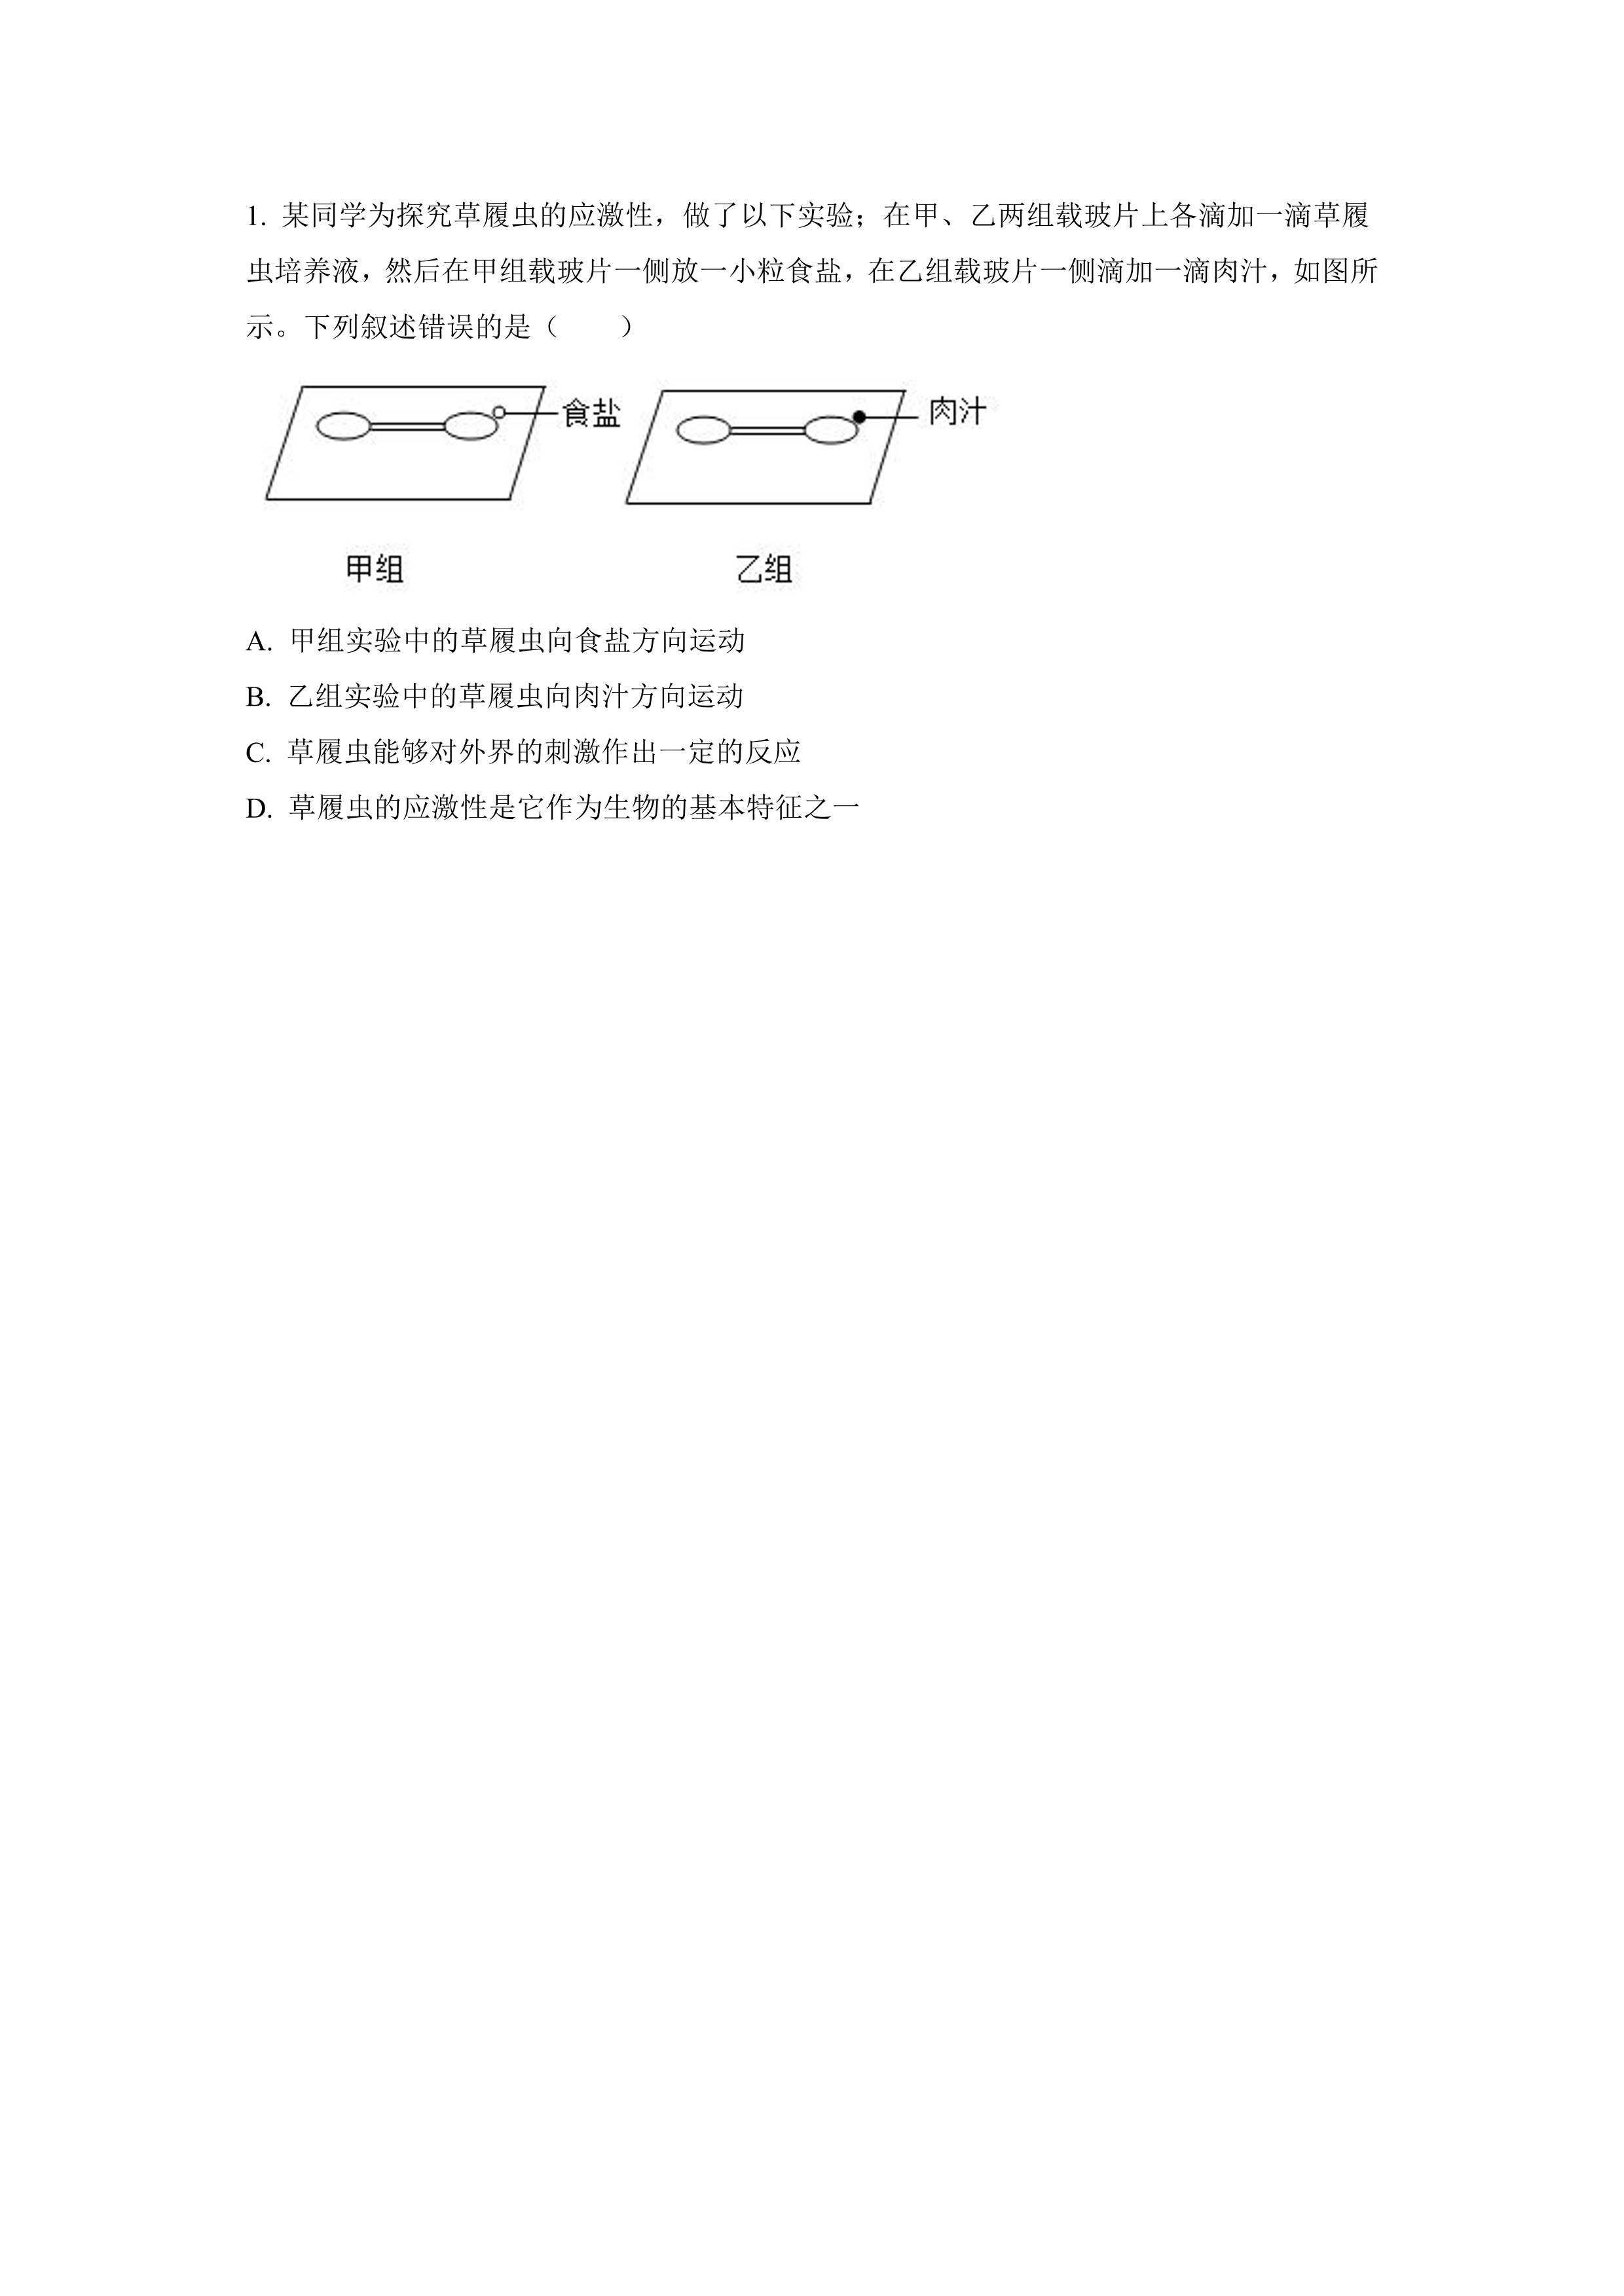 1. 某同学为探究草履虫的应激性，做了以下实验；在甲、乙两组载玻片上各滴加一滴草履
虫培养液，然后在甲组载玻片一侧放一小粒食盐，在乙组载玻片一侧滴加一滴肉汁，如图所
示。下列叙述错误的是（　　）
食盐
肉汁
甲组
乙组
A. 甲组实验中的草履虫向食盐方向运动
B. 乙组实验中的草履虫向肉汁方向运动
C. 草履虫能够对外界的刺激作出一定的反应
D. 草履虫的应激性是它作为生物的基本特征之一